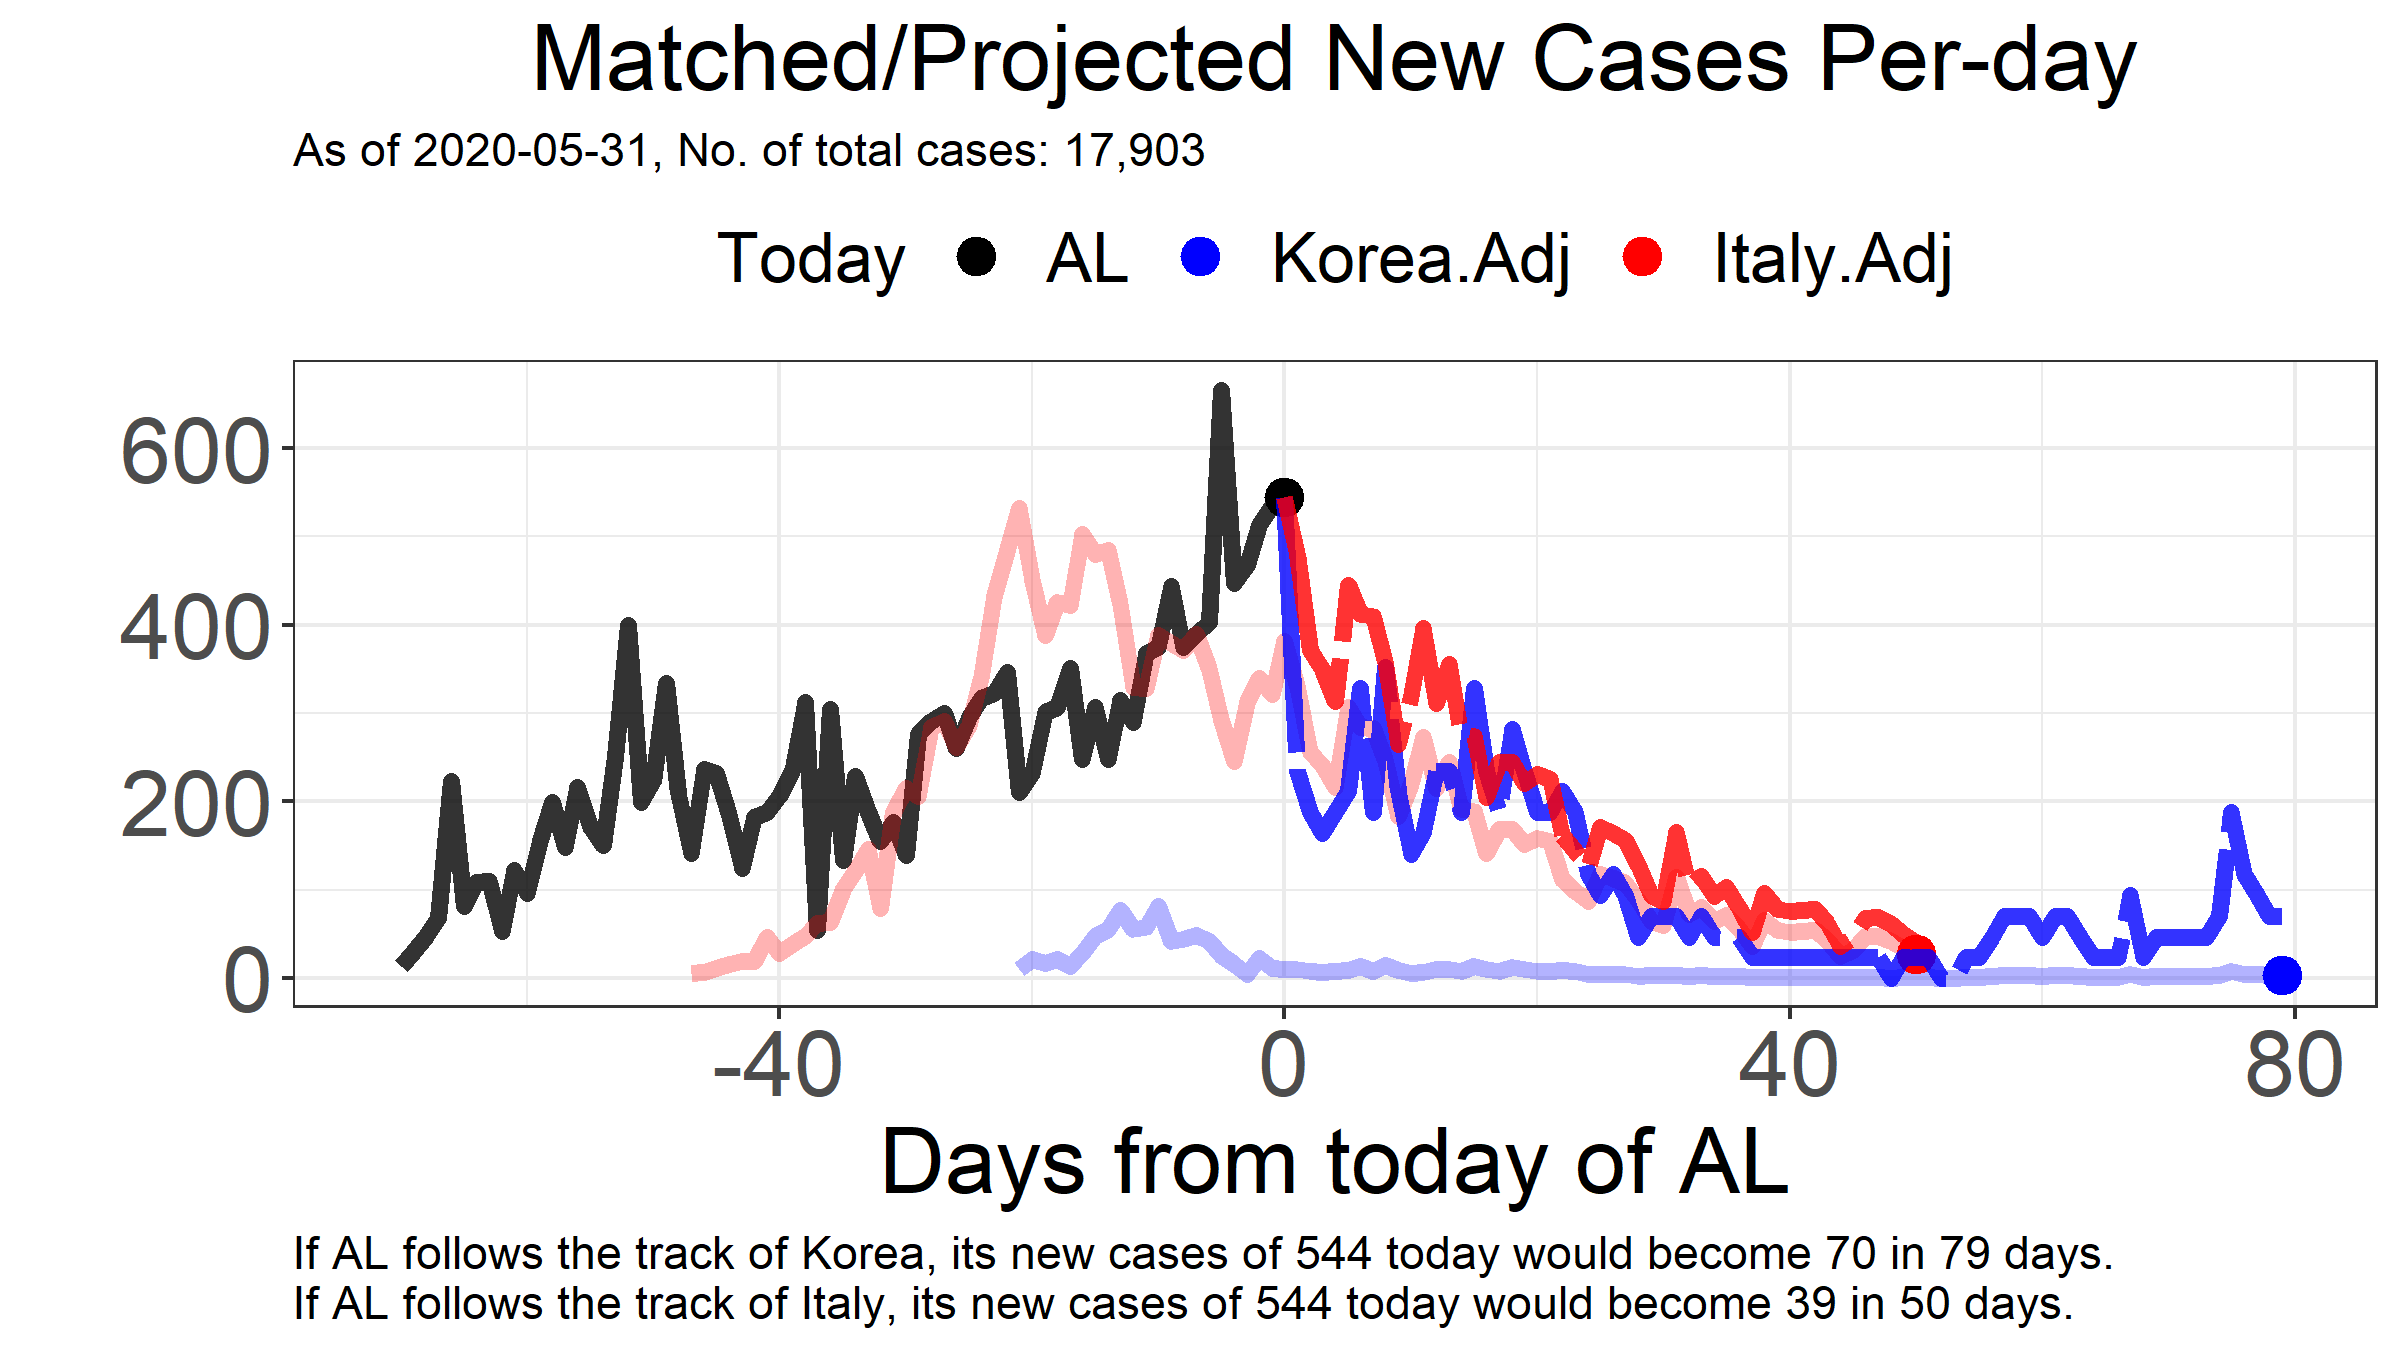 Matched/Projected New Cases Per-day
As of 2020-05-31, No. of total cases: 17,903
Today AL Korea.Adj Italy.Adj
600
400
200
0
-40 0 40 80
Days from today of AL
If AL follows the track of Korea, its new cases of 544 today would become 70 in 79 days.
If AL follows the track of Italy, its new cases of 544 today would become 39 in 50 days.